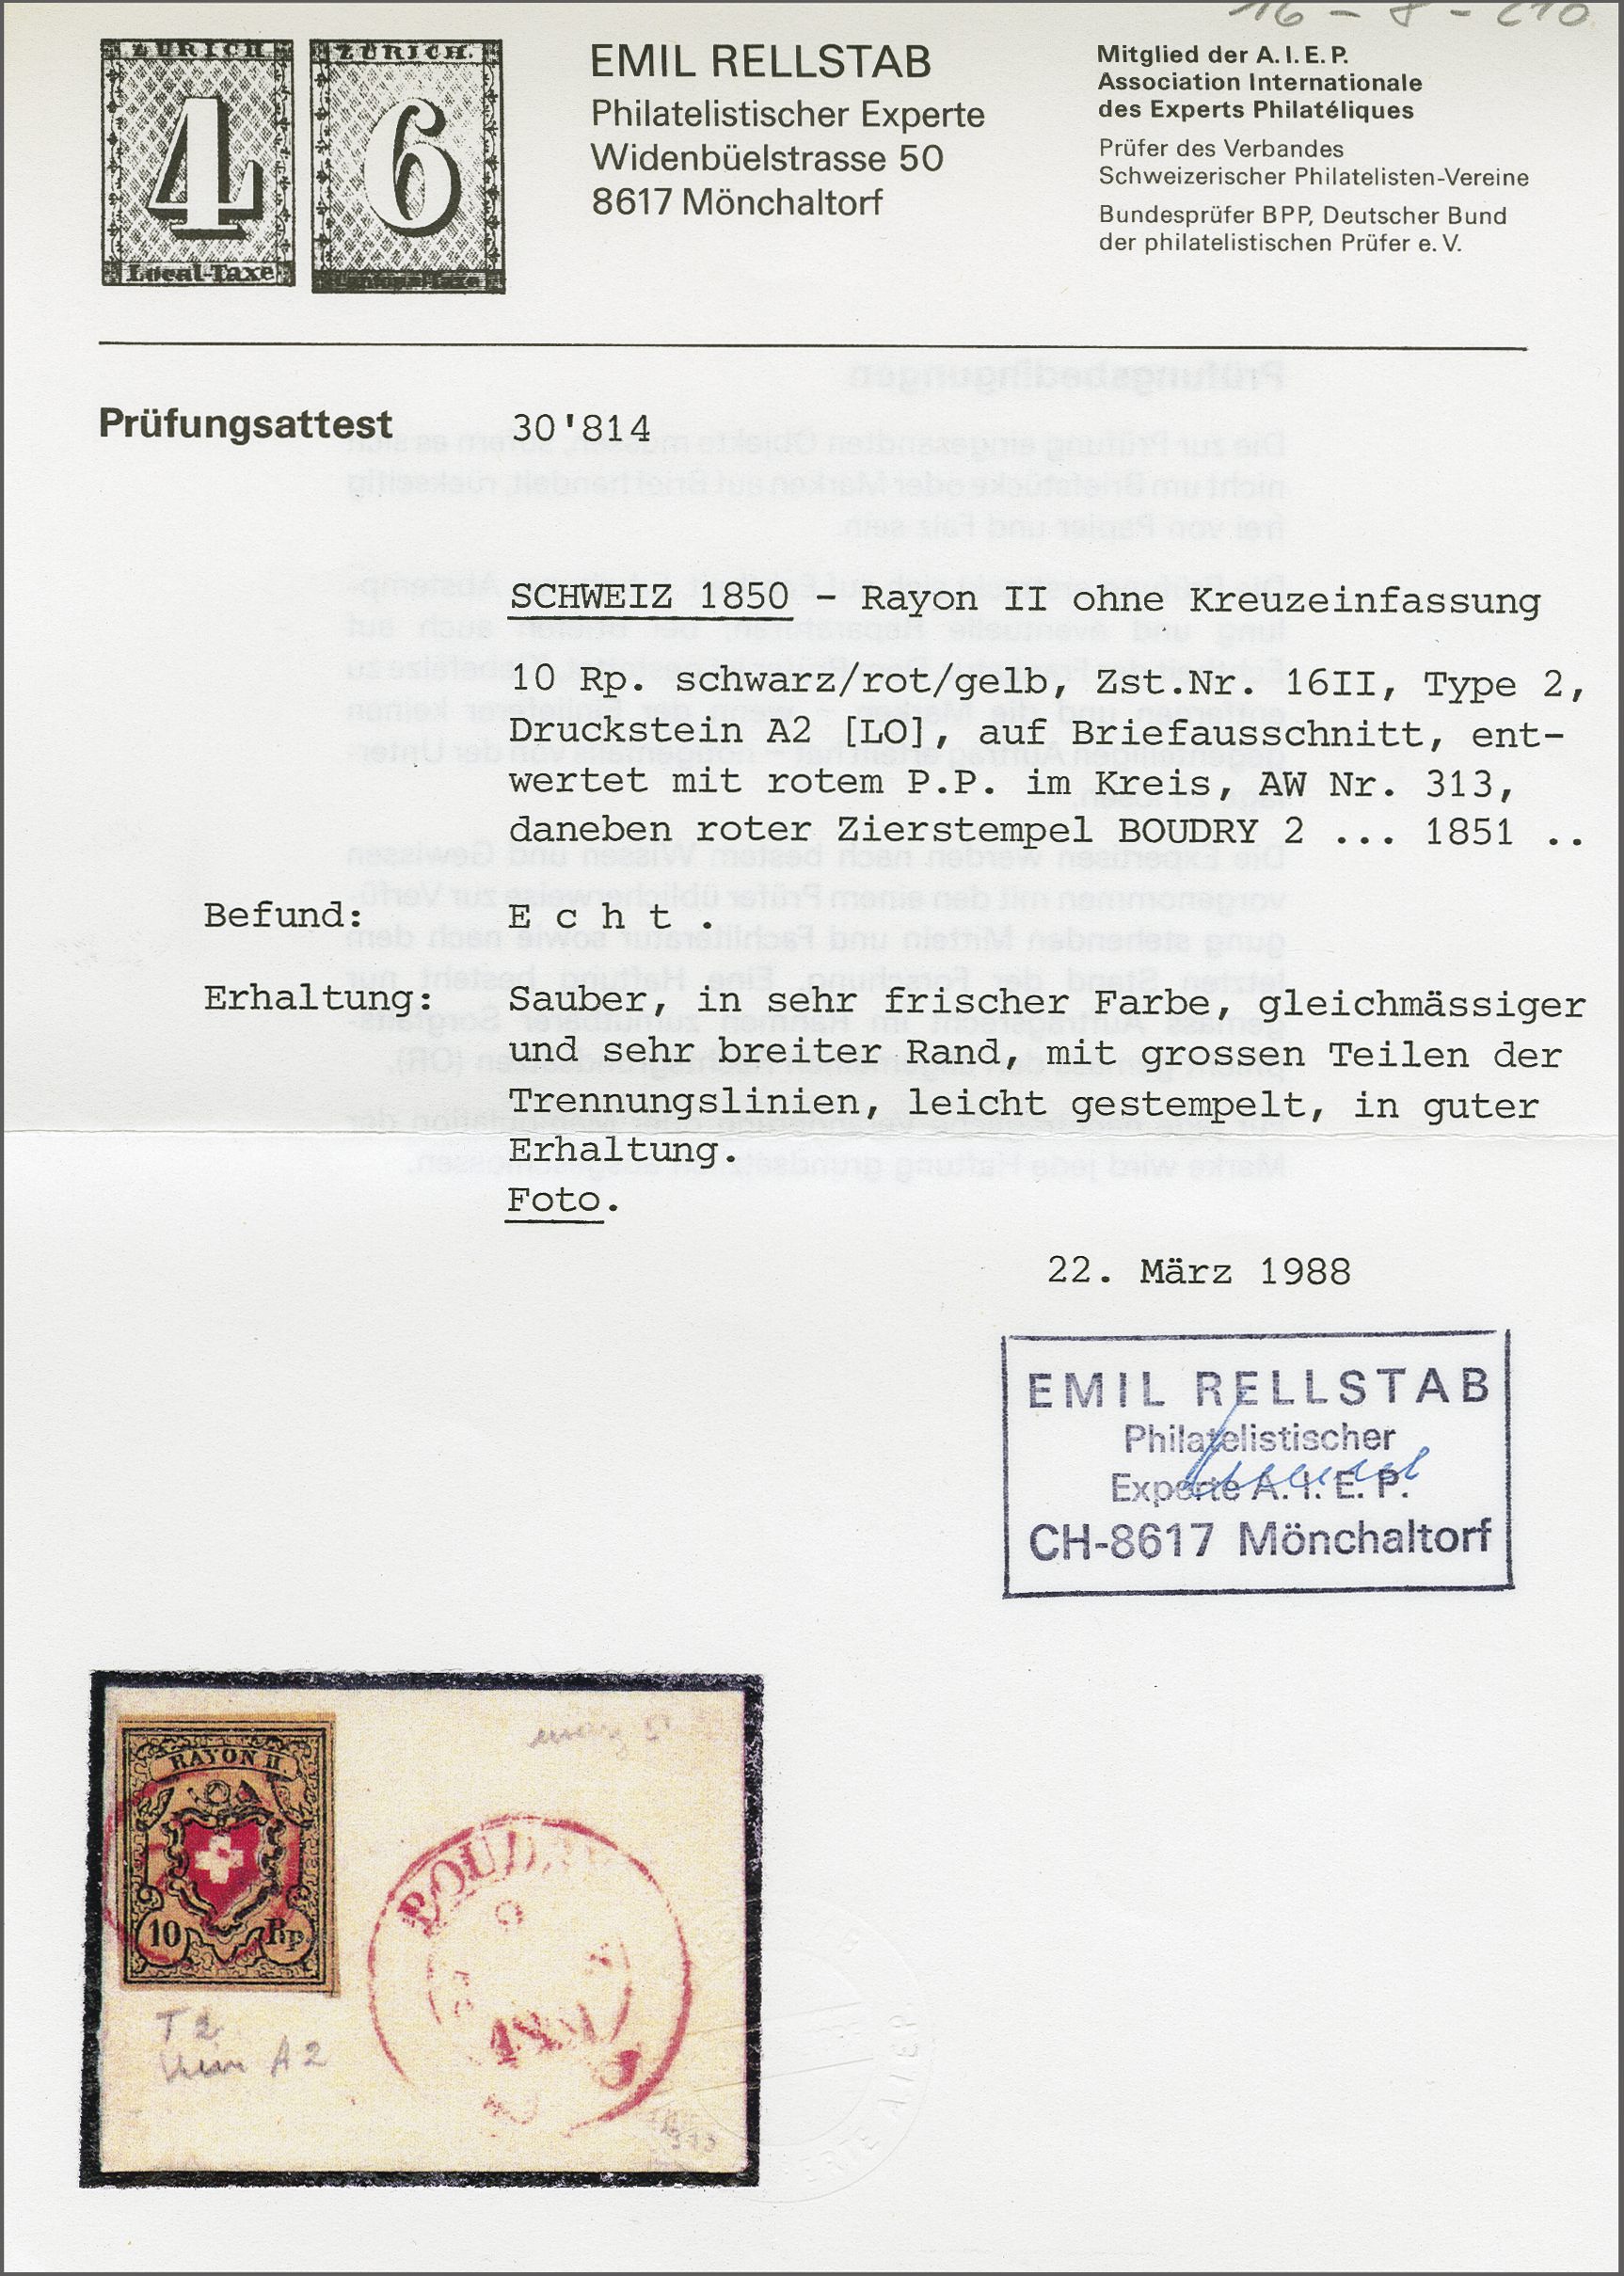 16 - 8 - 210
ZÜRICH
4
Local-Taxe
ZÜRICH.
6
Cantonal-Taxe
EMIL RELLSTAB
Philatelistischer Experte
Widenbüelstrasse 50
8617 Mönchaltorf
Mitglied der A.I.E.P.
Association Internationale
des Experts Philatéliques
Prüfer des Verbandes
Schweizerischer Philatelisten-Vereine
Bundesprüfer BPP, Deutscher Bund
der philatelistischen Prüfer e.V.
Prüfungsattest 30'814
SCHWEIZ 1850 - Rayon II ohne Kreuzeinfassung
10 Rp. schwarz/rot/gelb, Zst.Nr. 16II, Type 2,
Druckstein A2 [LO], auf Briefausschnitt, ent-
wertet mit rotem P.P. im Kreis, AW Nr. 313,
daneben roter Zierstempel BOUDRY 2 ... 1851 ..
Befund: E c h t .
Erhaltung: Sauber, in sehr frischer Farbe, gleichmässiger
und sehr breiter Rand, mit grossen Teilen der
Trennungslinien, leicht gestempelt, in guter
Erhaltung.
Foto.
22. März 1988
EMIL RELLSTAB
Philatelistischer
Experte A.I.E.P.
CH-8617 Mönchaltorf
RAYON II.
10 Rp.
T 2
A 2